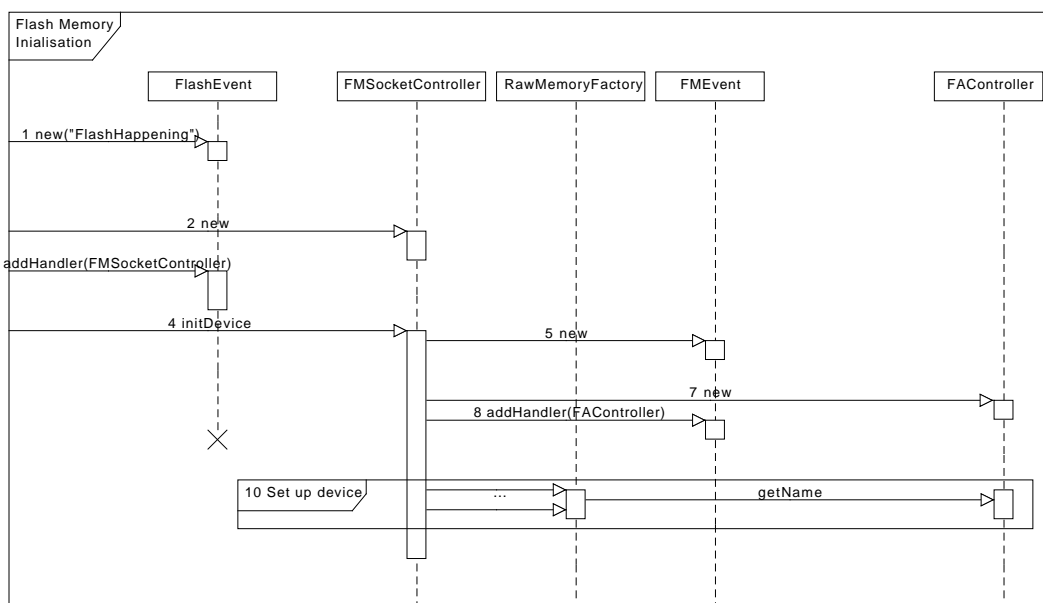 Flash Memory
Inialisation
FlashEvent
FMSocketController
RawMemoryFactory
FMEvent
FAController
1 new("FlashHappening")
2 new
addHandler(FMSocketController)
4 initDevice
5 new
7 new
8 addHandler(FAController)
10 Set up device
...
getName